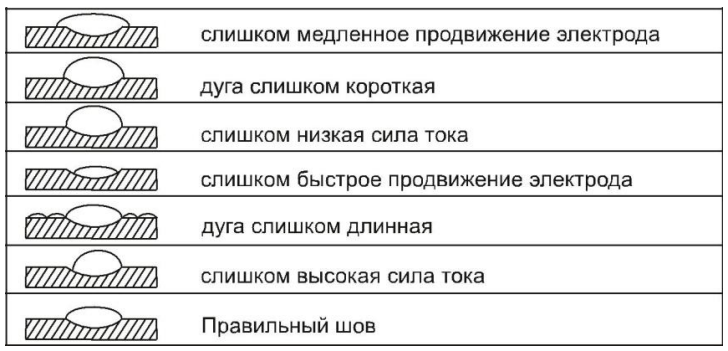 слишком медленное продвижение электрода
дуга слишком короткая
слишком низкая сила тока
слишком быстрое продвижение электрода
дуга слишком длинная
слишком высокая сила тока
Правильный шов